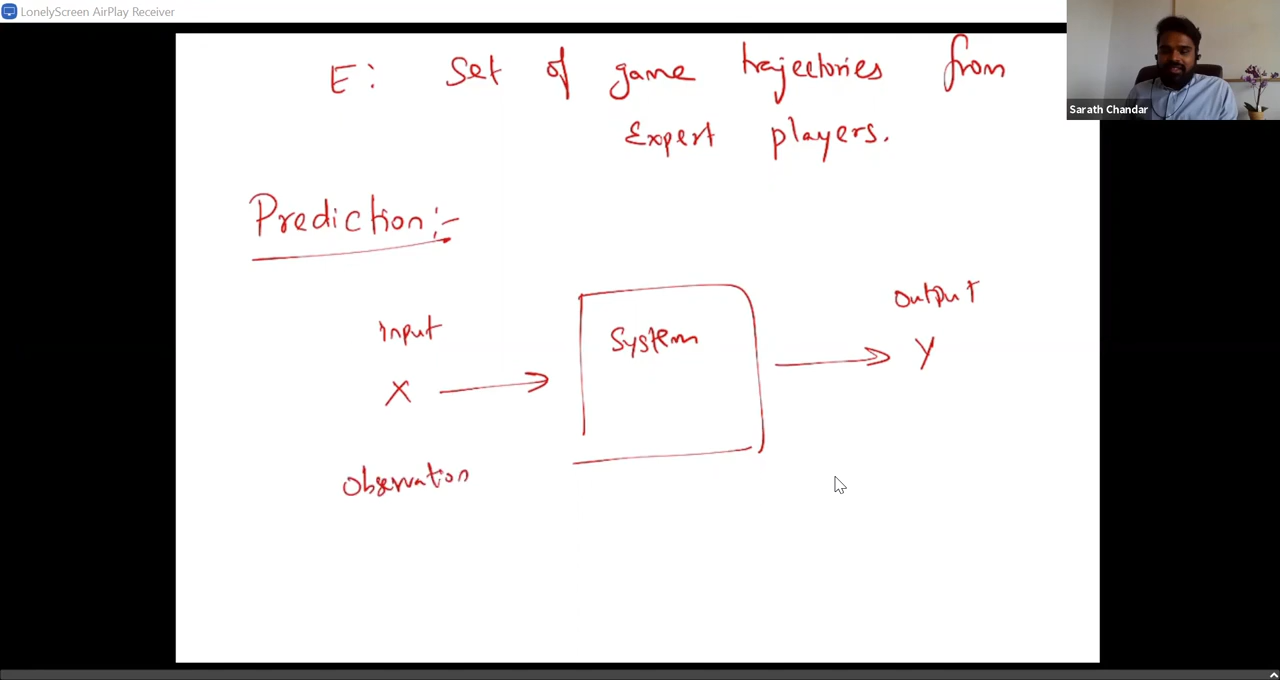 LonelyScreen AirPlay Receiver
Sarath Chandar
E: Set of game trajectories from
Expert players.
Prediction:-
Input
X
Observation
System
Output
Y